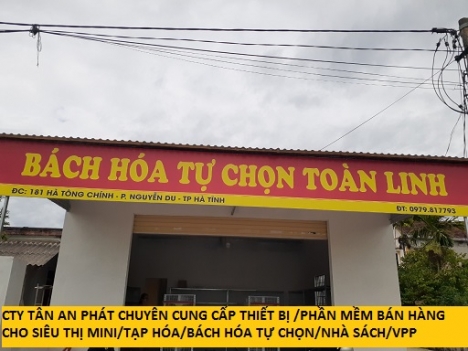 BÁCH HÓA TỰ CHỌN TOÀN LINH
ĐC: 181 HÀ TÔNG CHÍNH - P. NGUYỄN DU - TP HÀ TĨNH
ĐT: 0979.817793
CTY TÂN AN PHÁT CHUYÊN CUNG CẤP THIẾT BỊ /PHẦN MỀM BÁN HÀNG
CHO SIÊU THỊ MINI/TẠP HÓA/BÁCH HÓA TỰ CHỌN/NHÀ SÁCH/VPP